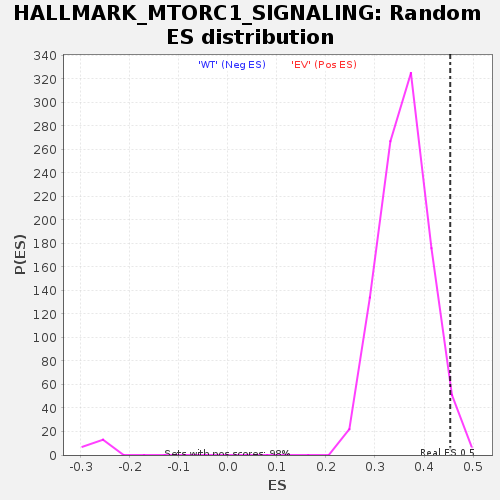 HALLMARK_MTORC1_SIGNALING: Random
ES distribution
'WT' (Neg ES) 'EV' (Pos ES)
340
320
300
280
260
240
220
200
180
160
140
120
100
80
60
40
20
0
P(ES)
Sets with pos scores: 98%
Real ES 0.5
-0.3 -0.2 -0.1 0.0 0.1 0.2 0.3 0.4 0.5
ES